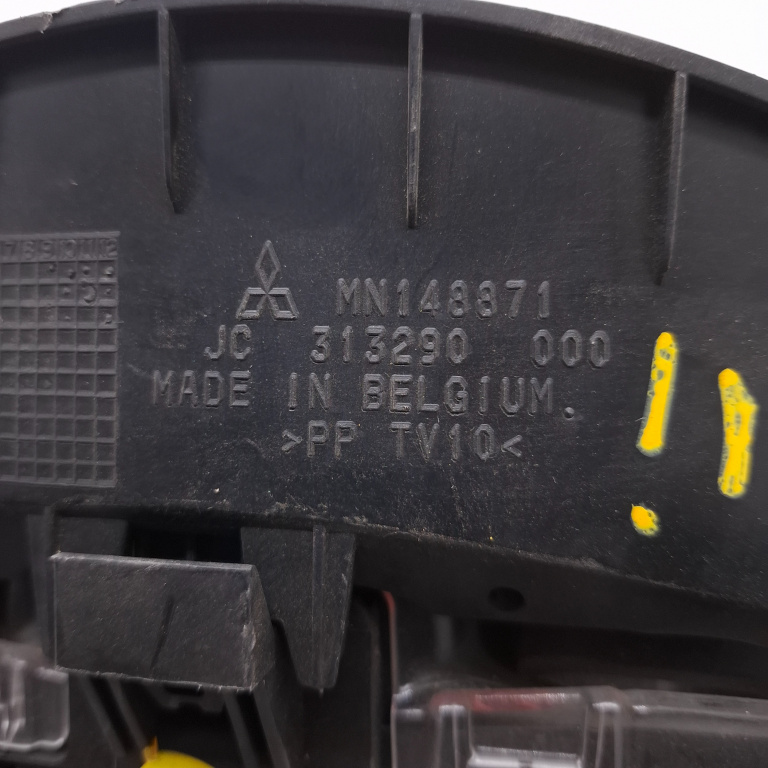 MN148871
JC 313290 000
MADE IN BELGIUM.
>PP TV10<